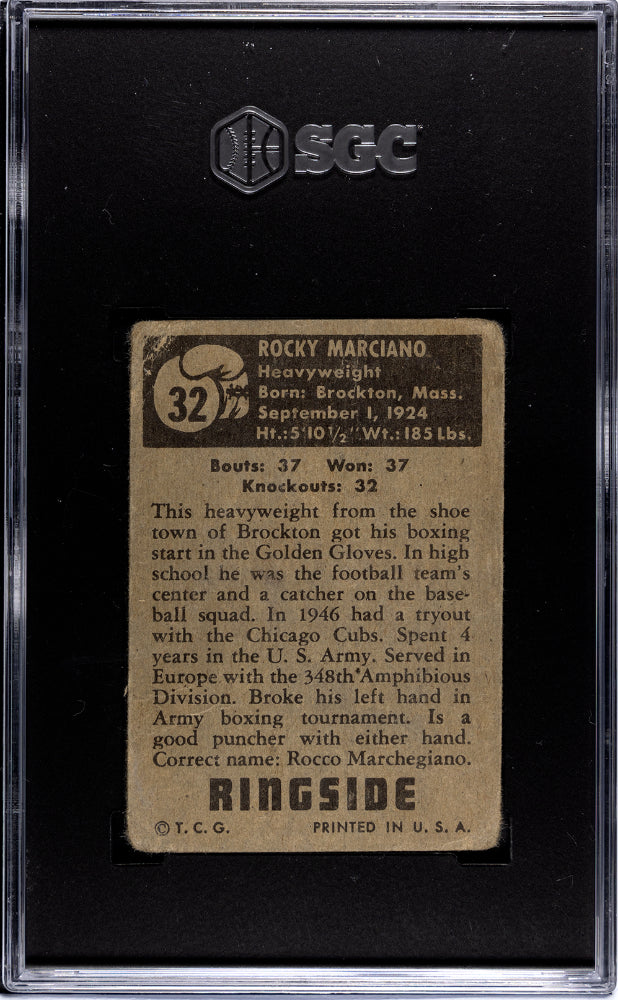 SGC
32
ROCKY MARCIANO
Heavyweight
Born: Brockton, Mass.
September 1, 1924
Ht.:5'10 1/2" Wt.:185 Lbs.
Bouts: 37 Won: 37
Knockouts: 32
This heavyweight from the shoe
town of Brockton got his boxing
start in the Golden Gloves. In high
school he was the football team's
center and a catcher on the base-
ball squad. In 1946 had a tryout
with the Chicago Cubs. Spent 4
years in the U. S. Army. Served in
Europe with the 348th Amphibious
Division. Broke his left hand in
Army boxing tournament. Is a
good puncher with either hand.
Correct name: Rocco Marchegiano.
RINGSIDE
© T. C. G. PRINTED IN U. S. A.